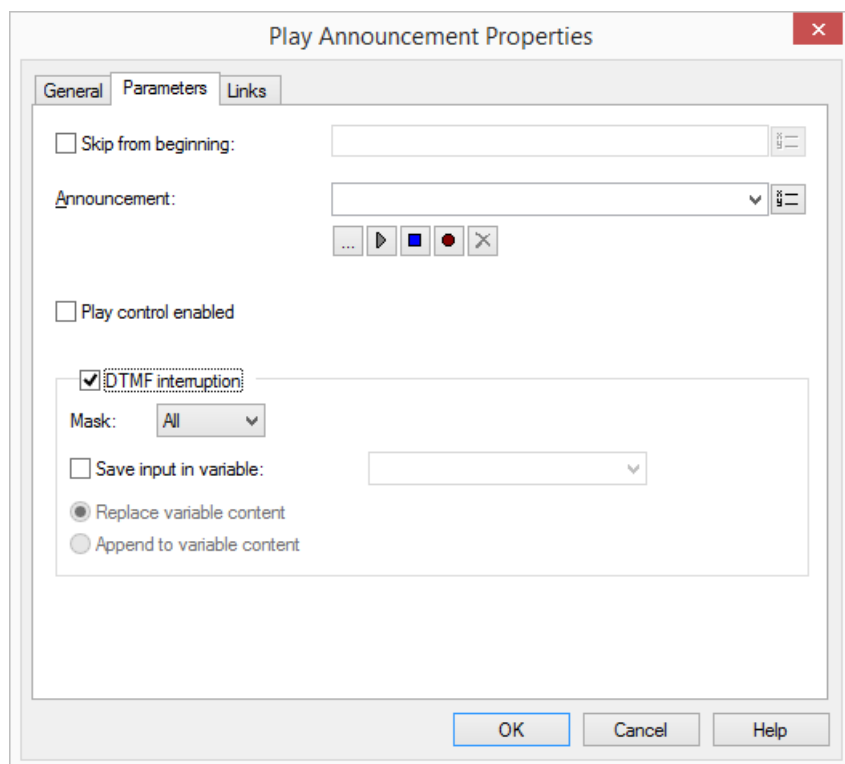 Play Announcement Properties
General Parameters Links
Skip from beginning:
Announcement:
...
Play control enabled
DTMF interruption
Mask: All
Save input in variable:
Replace variable content
Append to variable content
OK Cancel Help